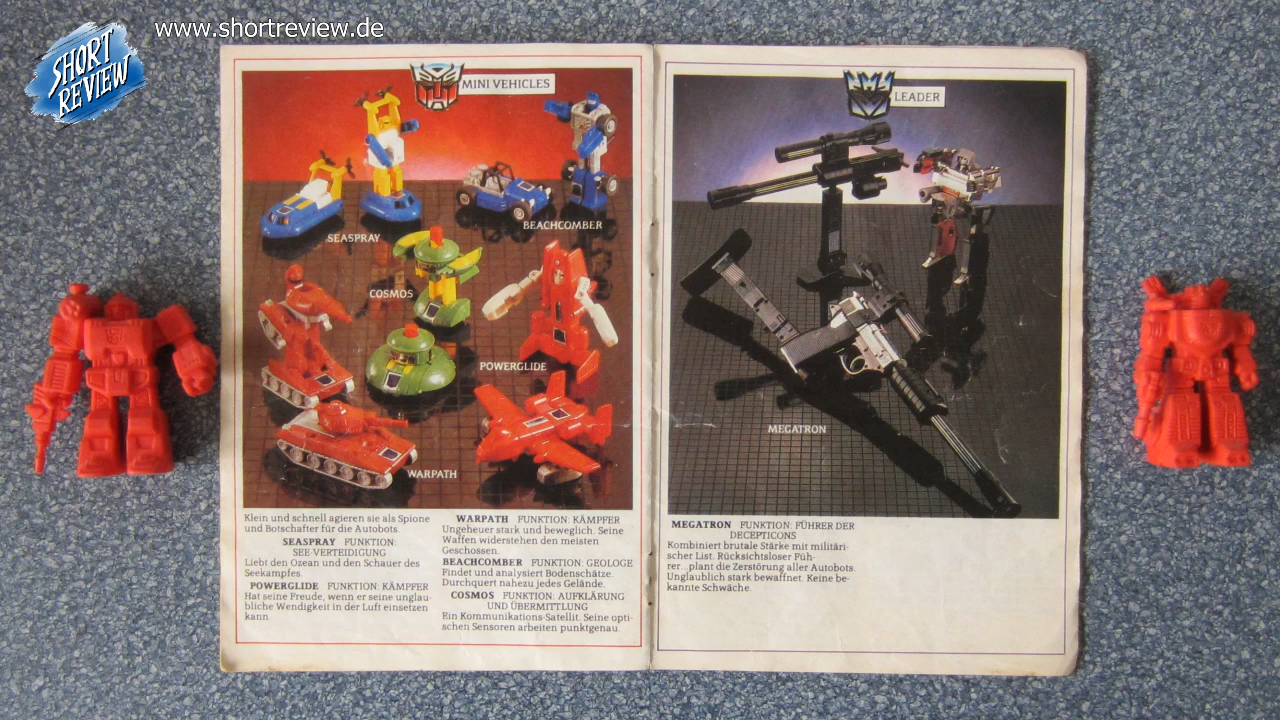 www.shortreview.de
SHORT
REVIEW
MINI VEHICLES
SEASPRAY
BEACHCOMBER
COSMOS
POWERGLIDE
WARPATH
Klein und schnell agieren sie als Spione
und Botschafter für die Autobots.
SEASPRAY FUNKTION:
SEE-VERTEIDIGUNG
Liebt den Ozean und den Schauer des
Seekampfes.
POWERGLIDE FUNKTION: KÄMPFER
Hat seine Freude, wenn er seine unglau-
bliche Wendigkeit in der Luft einsetzen
kann.
WARPATH FUNKTION: KÄMPFER
Ungeheuer stark und beweglich. Seine
Waffen widerstehen den meisten
Geschossen.
BEACHCOMBER FUNKTION: GEOLOGE
Findet und analysiert Bodenschätze.
Durchquert nahezu jedes Gelände.
COSMOS FUNKTION: AUFKLÄRUNG
UND ÜBERMITTLUNG
Ein Kommunikations-Satellit. Seine opti-
schen Sensoren arbeiten punktgenau.
LEADER
MEGATRON
MEGATRON FUNKTION: FÜHRER DER
DECEPTICONS
Kombiniert brutale Stärke mit militäri-
scher List. Rücksichtsloser Füh-
rer...plant die Zerstörung aller Autobots.
Unglaublich stark bewaffnet. Keine be-
kannte Schwäche.